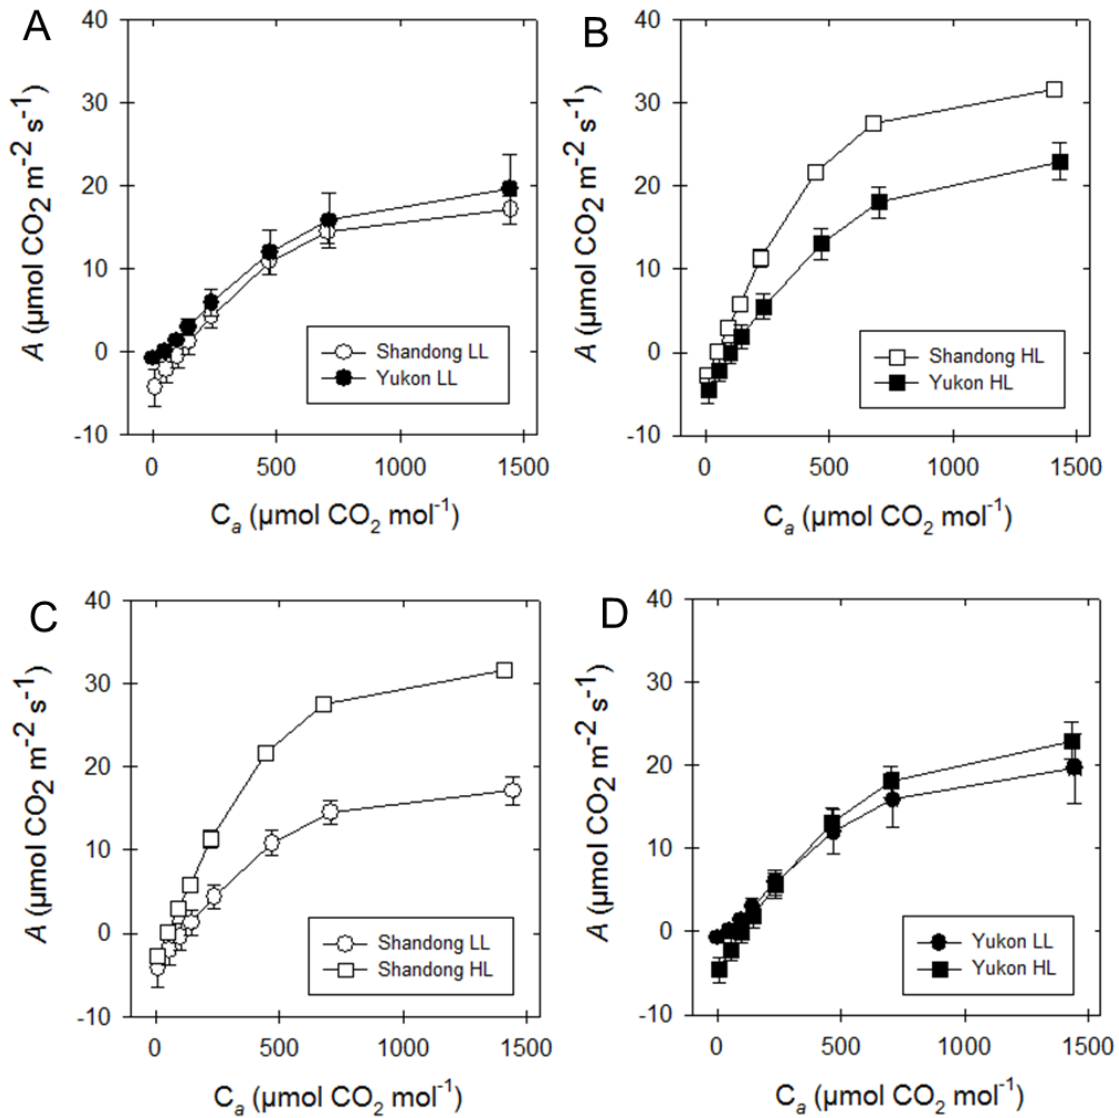 A
40
30
20
10
0
-10
A (µmol CO2 m-2 s-1)
Shandong LL
Yukon LL
0 500 1000 1500
Ca (µmol CO2 mol-1)
B
40
30
20
10
0
-10
A (µmol CO2 m-2 s-1)
Shandong HL
Yukon HL
0 500 1000 1500
Ca (µmol CO2 mol-1)
C
40
30
20
10
0
-10
A (µmol CO2 m-2 s-1)
Shandong LL
Shandong HL
0 500 1000 1500
Ca (µmol CO2 mol-1)
D
40
30
20
10
0
-10
A (µmol CO2 m-2 s-1)
Yukon LL
Yukon HL
0 500 1000 1500
Ca (µmol CO2 mol-1)